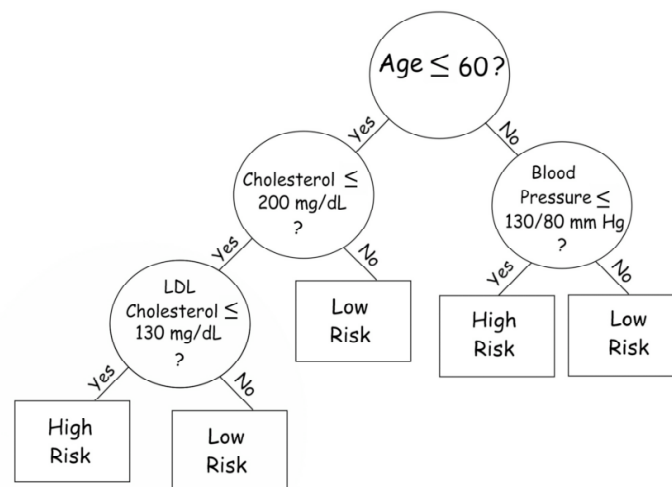 Age ≤ 60?
Yes
No
Cholesterol ≤
200 mg/dL
?
Blood
Pressure ≤
130/80 mm Hg
?
Yes
No
Yes
No
LDL
Cholesterol ≤
130 mg/dL
?
Low
Risk
High
Risk
Low
Risk
Yes
No
High
Risk
Low
Risk